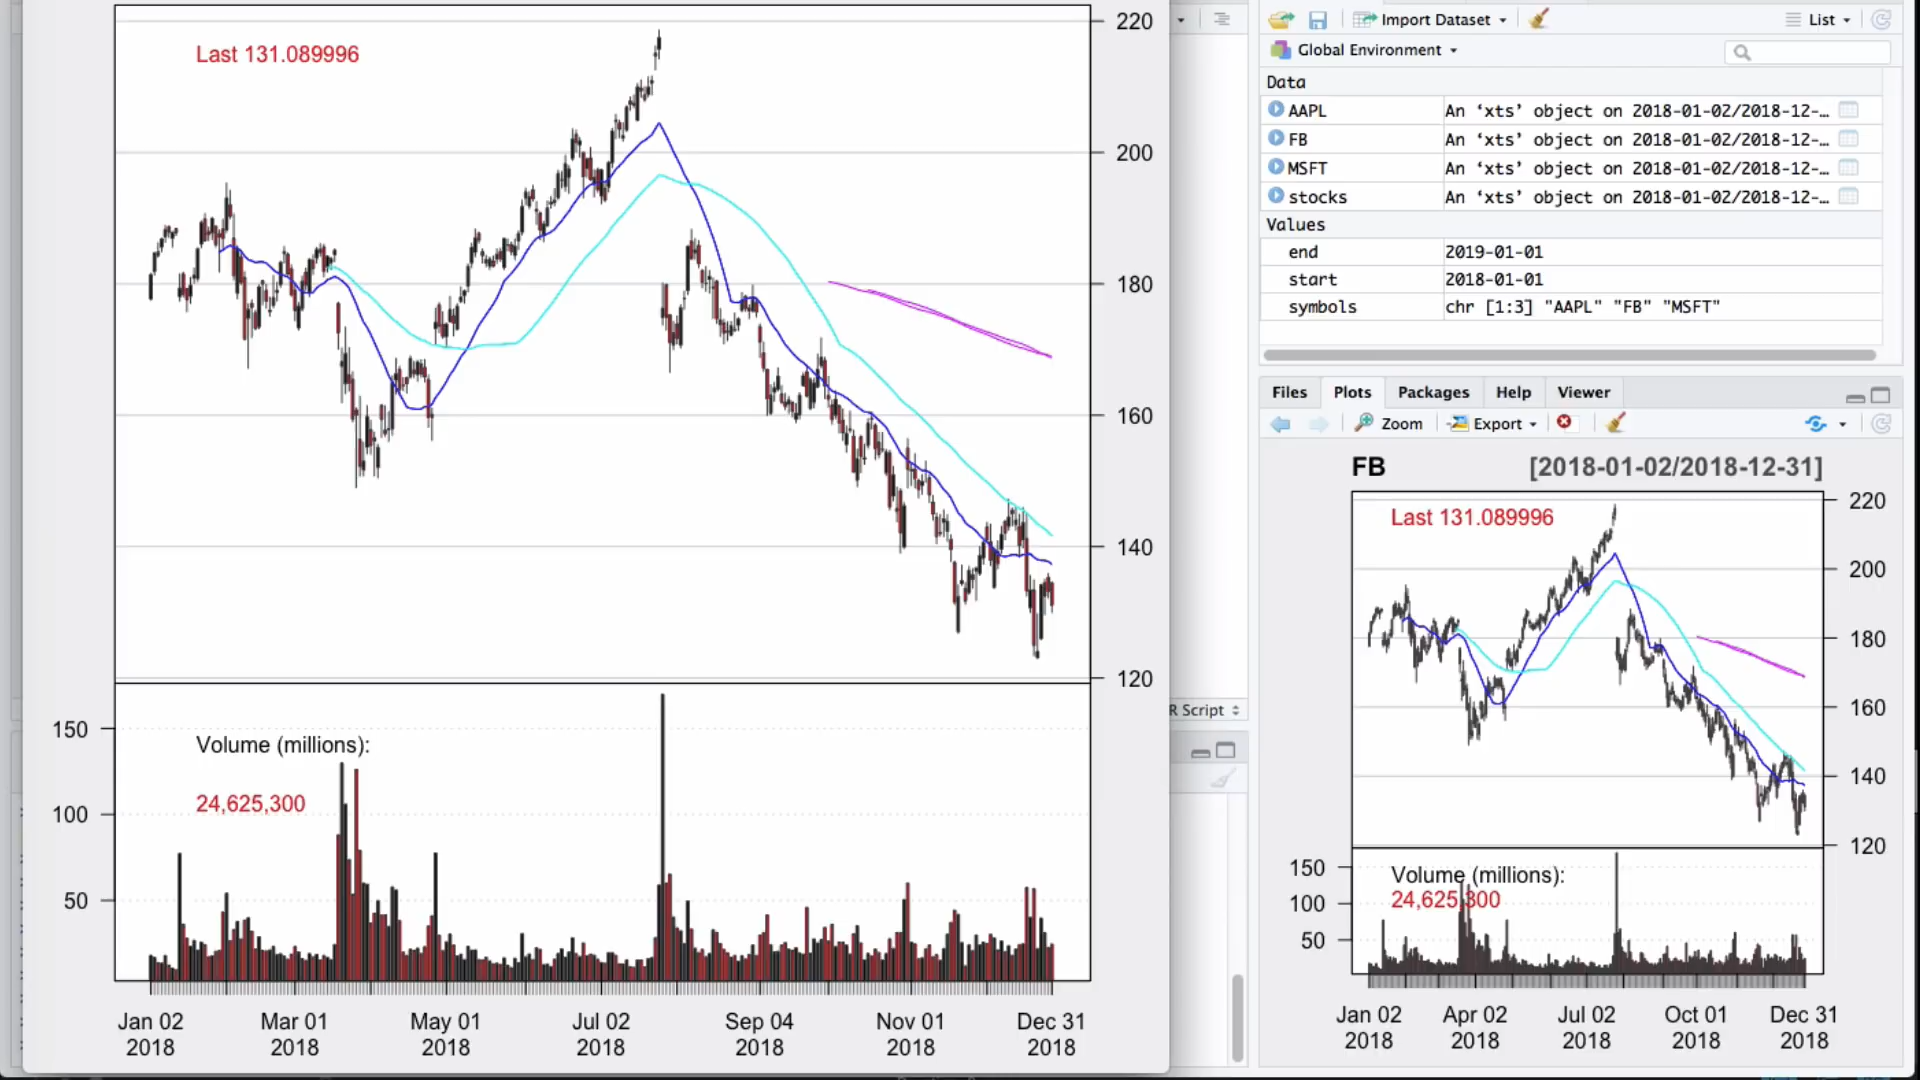 220
Last 131.089996
200
180
160
140
120
150
Volume (millions):
24,625,300
100
50
Jan 02 Mar 01 May 01 Jul 02 Sep 04 Nov 01 Dec 31
2018 2018 2018 2018 2018 2018 2018
R Script
Import Dataset List
Global Environment
Data
AAPL An ‘xts’ object on 2018-01-02/2018-12-…
FB An ‘xts’ object on 2018-01-02/2018-12-…
MSFT An ‘xts’ object on 2018-01-02/2018-12-…
stocks An ‘xts’ object on 2018-01-02/2018-12-…
Values
end 2019-01-01
start 2018-01-01
symbols chr [1:3] "AAPL" "FB" "MSFT"
Files Plots Packages Help Viewer
Zoom Export
FB [2018-01-02/2018-12-31]
220
Last 131.089996
200
180
160
140
120
150 Volume (millions):
100 24,625,300
50
Jan 02 Apr 02 Jul 02 Oct 01 Dec 31
2018 2018 2018 2018 2018